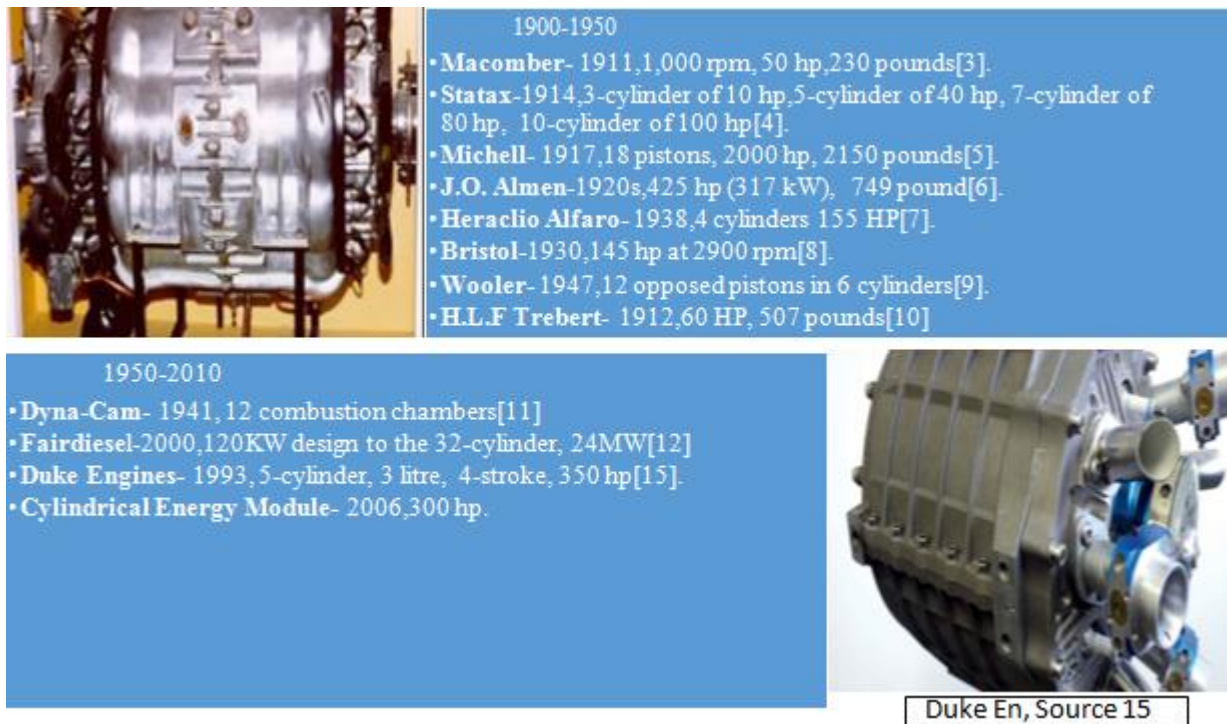 1900-1950
•Macomber- 1911,1,000 rpm, 50 hp,230 pounds[3].
•Statax-1914,3-cylinder of 10 hp,5-cylinder of 40 hp, 7-cylinder of
80 hp, 10-cylinder of 100 hp[4].
•Michell- 1917,18 pistons, 2000 hp, 2150 pounds[5].
•J.O. Almen-1920s,425 hp (317 kW), 749 pound[6].
•Heraclio Alfaro- 1938,4 cylinders 155 HP[7].
•Bristol-1930,145 hp at 2900 rpm[8].
•Wooler- 1947,12 opposed pistons in 6 cylinders[9].
•H.L.F Trebert- 1912,60 HP, 507 pounds[10]
1950-2010
•Dyna-Cam- 1941, 12 combustion chambers[11]
•Fairdiesel-2000,120KW design to the 32-cylinder, 24MW[12]
•Duke Engines- 1993, 5-cylinder, 3 litre, 4-stroke, 350 hp[15].
•Cylindrical Energy Module- 2006,300 hp.
Duke En, Source 15